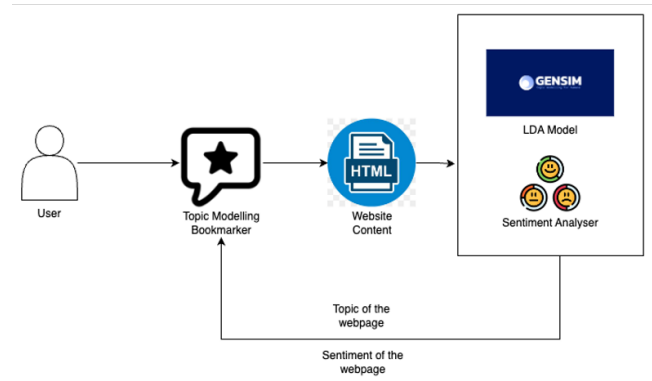 GENSIM
LDA Model
HTML
User
Topic Modelling
Bookmarker
Website
Content
Sentiment Analyser
Topic of the
webpage
Sentiment of the
webpage